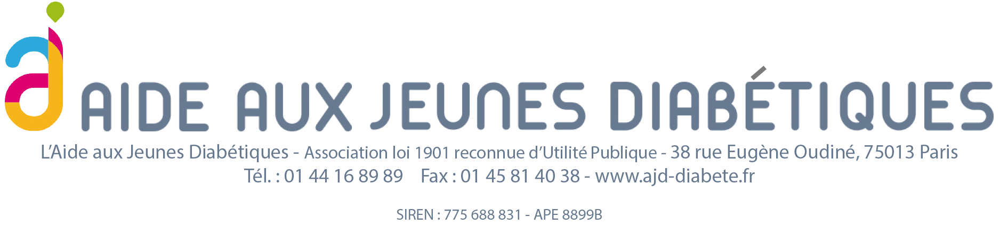 AIDE AUX JEUNES DIABÉTIQUES
L’Aide aux Jeunes Diabétiques - Association loi 1901 reconnue d’Utilité Publique - 38 rue Eugène Oudiné, 75013 Paris
Tél. : 01 44 16 89 89 Fax : 01 45 81 40 38 - www.ajd-diabete.fr
SIREN : 775 688 831 - APE 8899B